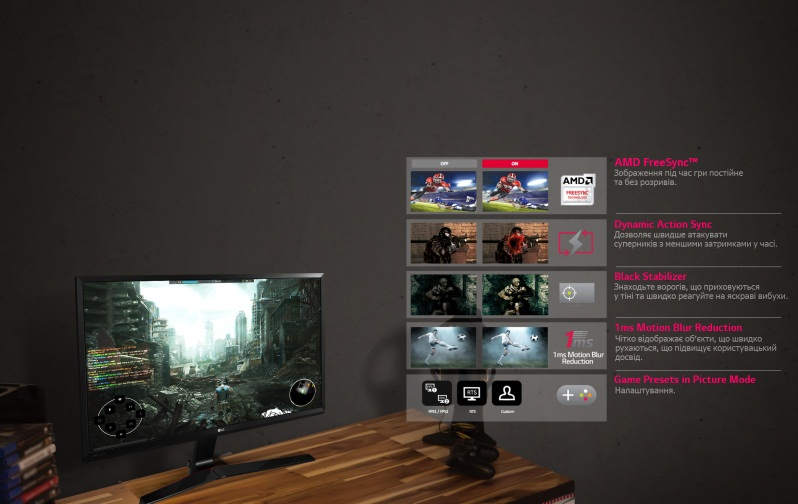 OFF
ON
AMD
FREESYNC
TECHNOLOGY
AMD FreeSync™
Зображення під час гри постійне
та без розривів.
Dynamic Action Sync
Дозволяє швидше атакувати
суперників з меншими затримками у часі.
Black Stabilizer
Знаходьте ворогів, що приховуються
у тіні та швидко реагуйте на яскраві вибухи.
1ms
1ms Motion Blur
Reduction
1ms Motion Blur Reduction
Чітко відображає об'єкти, що швидко
рухаються, що підвищує користувацький
досвід.
RTS
FPS1 / FPS2
RTS
Custom
Game Presets in Picture Mode
Налаштування.
LG